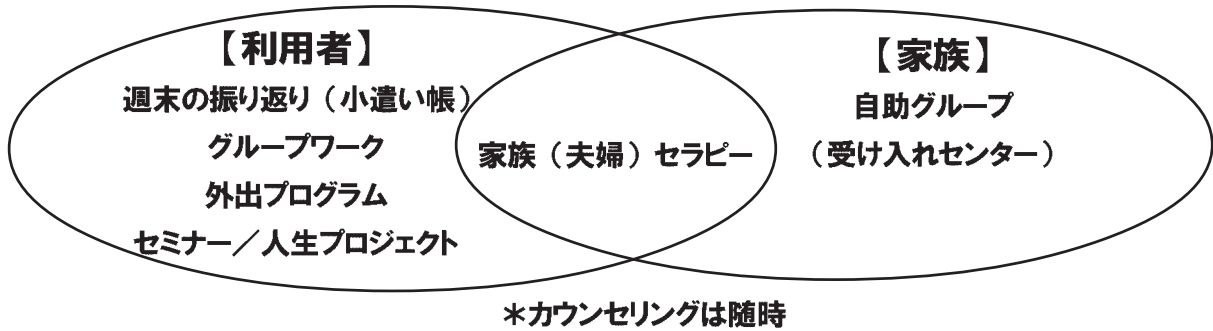 【利用者】
週末の振り返り（小遣い帳）
グループワーク
外出プログラム
セミナー／人生プロジェクト
家族（夫婦）セラピー
【家族】
自助グループ
（受け入れセンター）
＊カウンセリングは随時